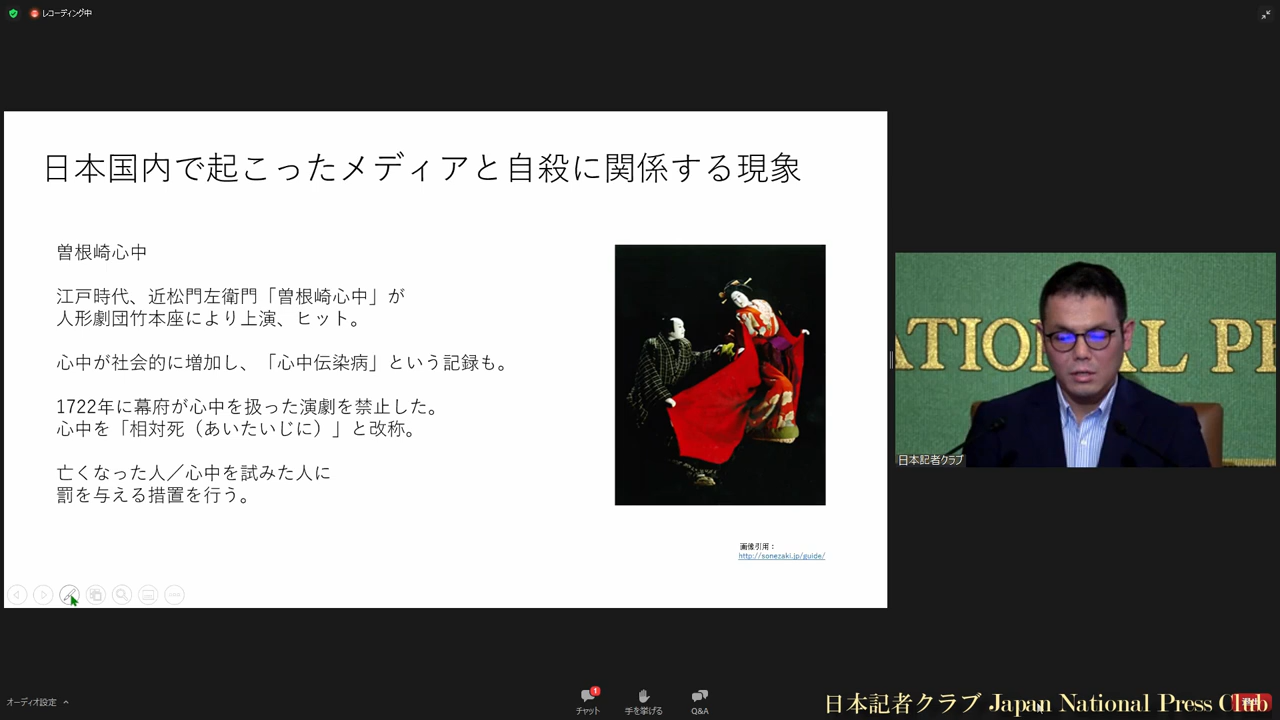 レコーディング中
日本国内で起こったメディアと自殺に関係する現象
曽根崎心中
江戸時代、近松門左衛門「曽根崎心中」が
人形劇団竹本座により上演、ヒット。
心中が社会的に増加し、「心中伝染病」という記録も。
1722年に幕府が心中を扱った演劇を禁止した。
心中を「相対死（あいたいじに）」と改称。
亡くなった人／心中を試みた人に
罰を与える措置を行う。
画像引用：
http://sonezaki.jp/guide/
ATIONAL PRE
日本記者クラブ
オーディオ設定
1
チャット
手を挙げる
Q&A
日本記者クラブ Japan National Press Club